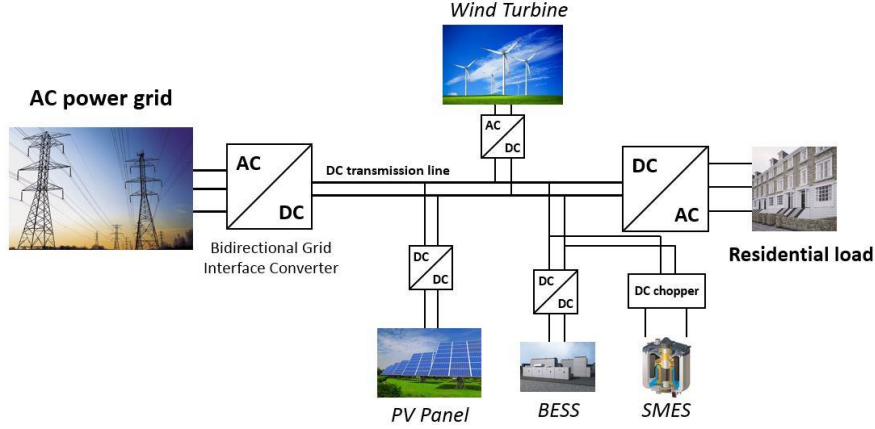 Wind Turbine
AC power grid
AC
DC
AC
DC
DC transmission line
DC
AC
Bidirectional Grid
Interface Converter
Residential load
DC
DC
DC
DC
DC chopper
PV Panel
BESS
SMES